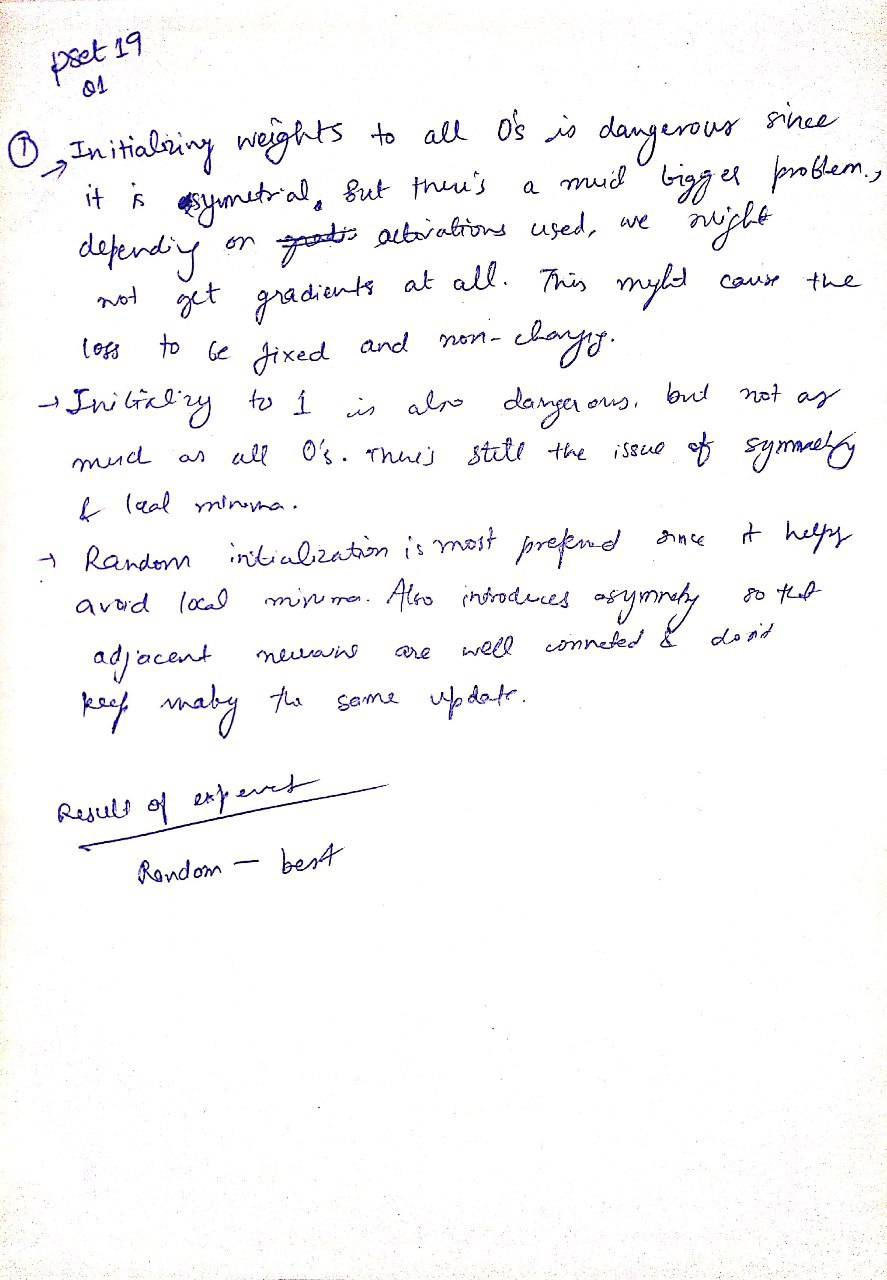 pset 19
Q1
① → Initializing weights to all 0's is dangerous since
it is symmetrial. But there's a much bigger problem.,
depending on activations used, we might
not get gradients at all. This might cause the
loss to be fixed and non-changing.
→ Initializing to 1 is also dangerous. but not as
much as all 0's. There's still the issue of symmetry
& local minima.
→ Random initialization is most preferred since it helps
avoid local minima. Also introduces asymmetry so that
adjacent neurons are well connected & don't
keep making the same update.
Result of
Random — best